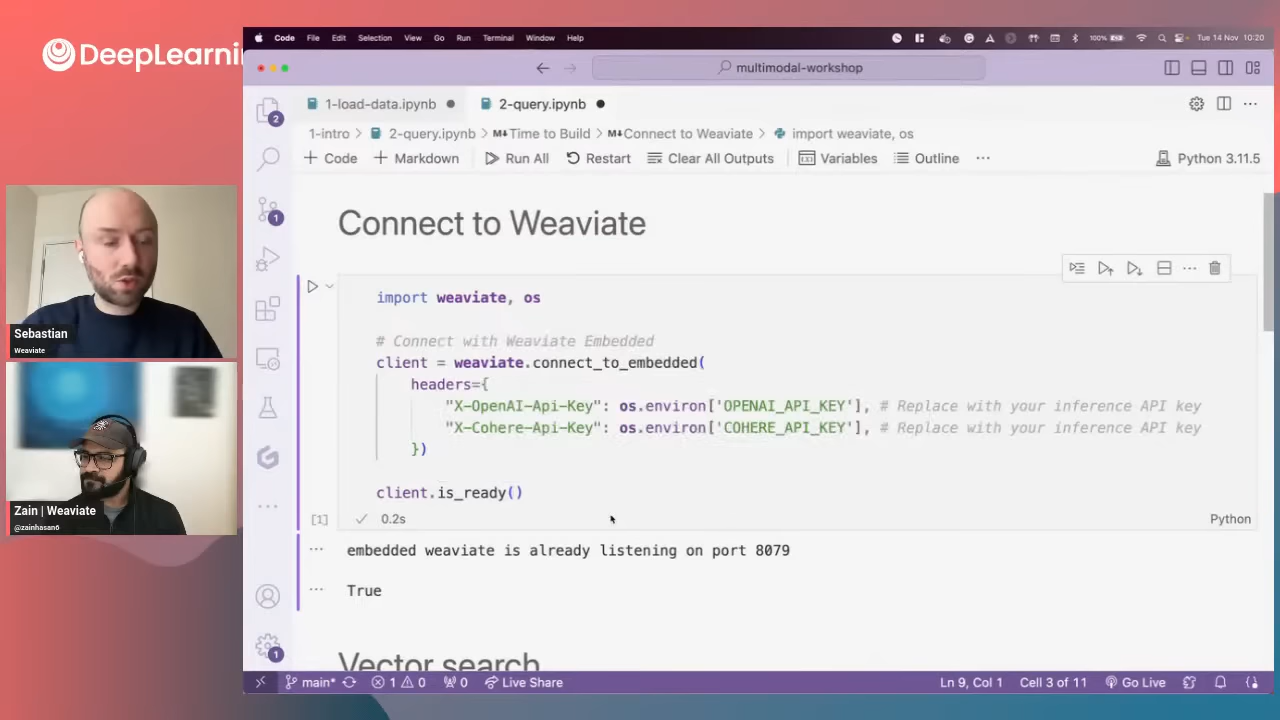 DeepLearni
Code File Edit Selection View Go Run Terminal Window Help 100% Tue 14 Nov 10:20
multimodal-workshop
1-load-data.ipynb 2-query.ipynb
1-intro > 2-query.ipynb > M↓Time to Build > M↓Connect to Weaviate > import weaviate, os
+ Code + Markdown Run All Restart Clear All Outputs Variables Outline ... Python 3.11.5
Connect to Weaviate
import weaviate, os
# Connect with Weaviate Embedded
client = weaviate.connect_to_embedded(
headers={
"X-OpenAI-Api-Key": os.environ['OPENAI_API_KEY'], # Replace with your inference API key
"X-Cohere-Api-Key": os.environ['COHERE_API_KEY'], # Replace with your inference API key
})
client.is_ready()
[1] 0.2s Python
embedded weaviate is already listening on port 8079
True
Vector search
main* 1 0 0 Live Share Ln 9, Col 1 Cell 3 of 11 Go Live
2
1
1
Sebastian
Weaviate
Zain | Weaviate
@zainhasan6